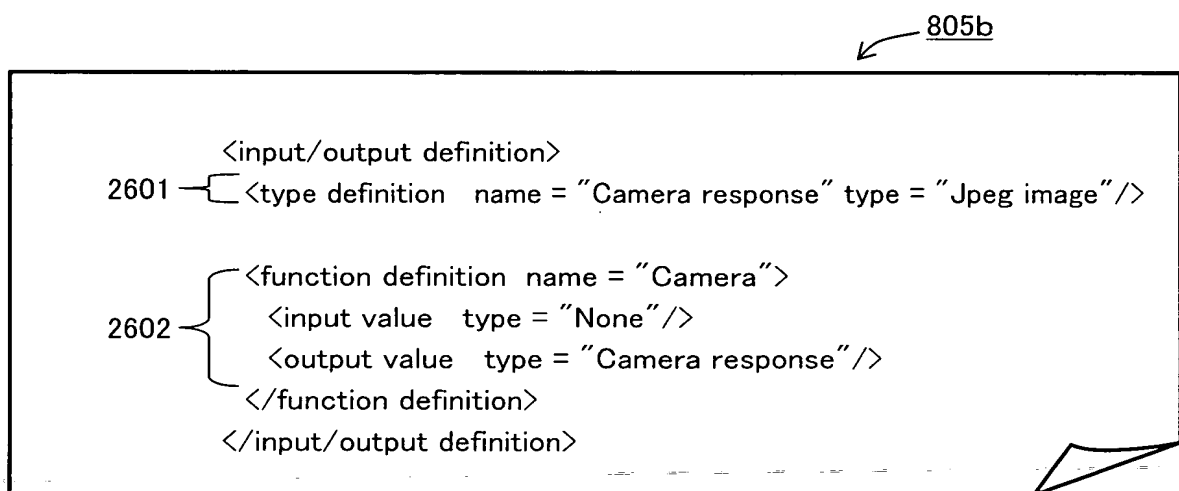 805b
<input/output definition>
2601 <type definition name = "Camera response" type = "Jpeg image"/>
<function definition name = "Camera">
<input value type = "None"/>
2602
<output value type = "Camera response"/>
</function definition>
</input/output definition>